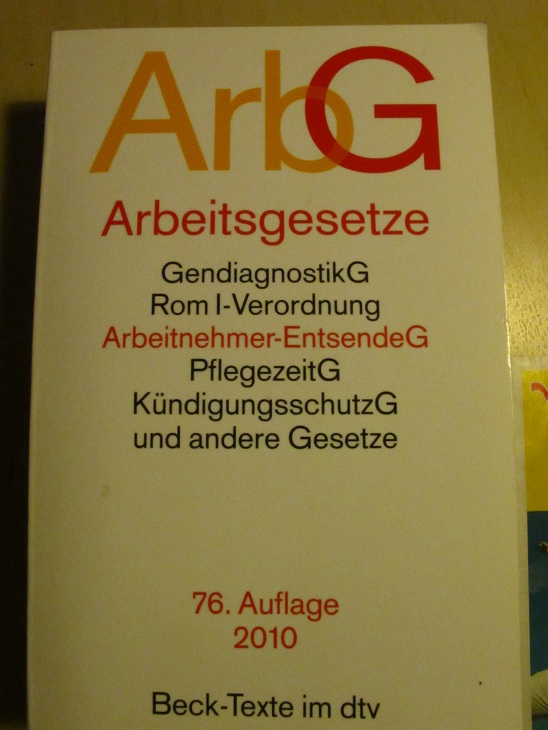 ArbG
Arbeitsgesetze
GendiagnostikG
Rom I-Verordnung
Arbeitnehmer-EntsendeG
PflegezeitG
KündigungsschutzG
und andere Gesetze
76. Auflage
2010
Beck-Texte im dtv